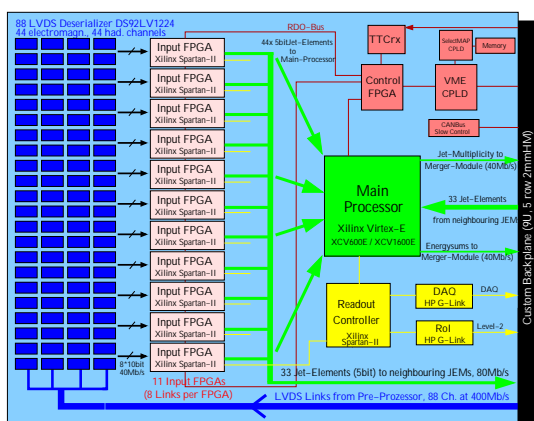 88 LVDS Deserializer DS92LV1224
44 electromagn., 44 had. channels
Input FPGA
Xilinx Spartan-II
Input FPGA
Xilinx Spartan-II
Input FPGA
Xilinx Spartan-II
Input FPGA
Xilinx Spartan-II
Input FPGA
Xilinx Spartan-II
Input FPGA
Xilinx Spartan-II
Input FPGA
Xilinx Spartan-II
Input FPGA
Xilinx Spartan-II
Input FPGA
Xilinx Spartan-II
Input FPGA
Xilinx Spartan-II
Input FPGA
Xilinx Spartan-II
8*10bit
40Mb/s
11 Input FPGAs
(8 Links per FPGA)
RDO-Bus
44x 5bitJet-Elements
to
Main-Processor
TTCrx
Control
FPGA
SelectMAP
CPLD
Memory
VME
CPLD
CANBus
Slow Control
Main
Processor
Xilinx Virtex-E
XCV600E / XCV1600E
Jet-Multiplicity to
Merger-Module (40Mb/s)
33 Jet-Elements
from neighbouring JEM
Energysums to
Merger-Module (40Mb/s)
Readout
Controller
Xilinx
Spartan-II
DAQ
HP G-Link
DAQ
RoI
HP G-Link
Level-2
33 Jet-Elements (5bit) to neighbouring JEMs, 80Mb/s
LVDS Links from Pre-Prozessor, 88 Ch. at 400Mb/s
Custom Backplane (9U, 5 row 2mmHM)